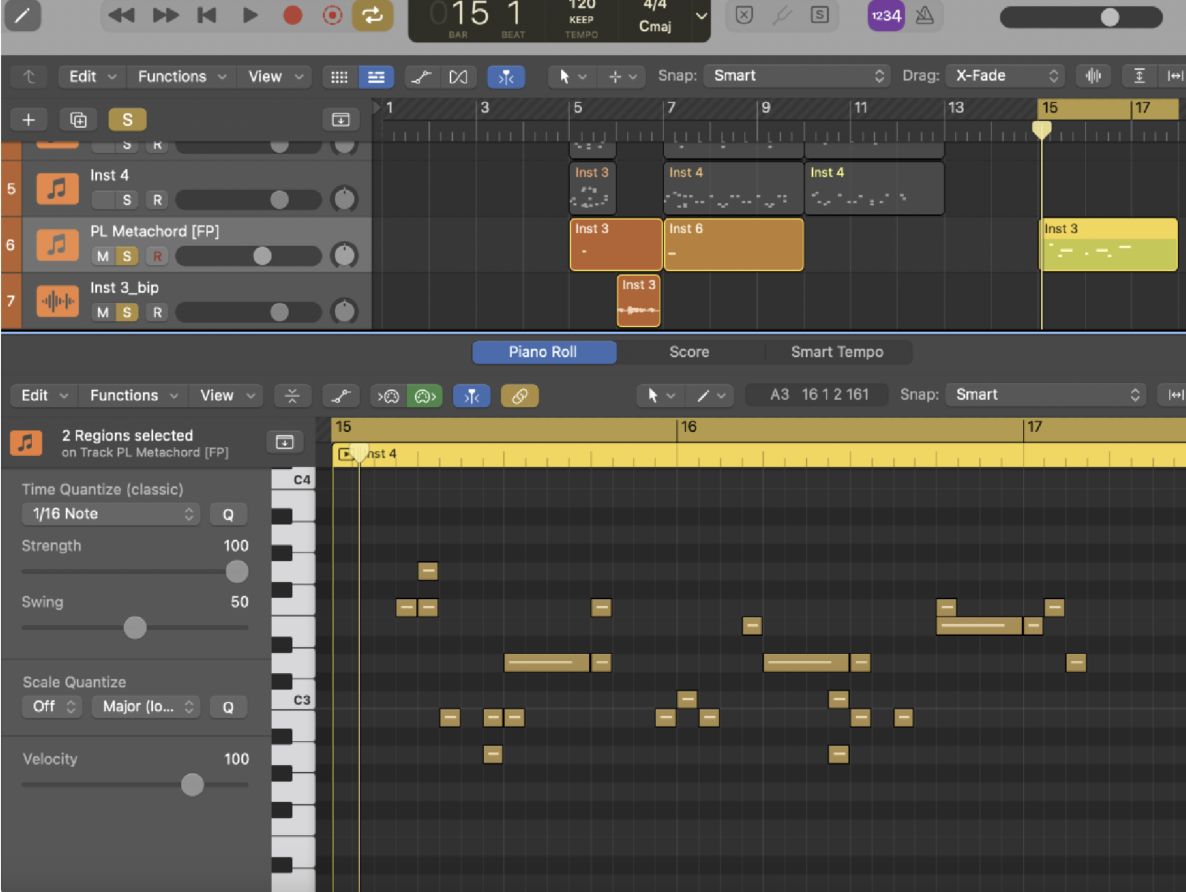 15 1 120 4/4
BAR BEAT KEEP TEMPO Cmaj
S 1234
Edit Functions View Snap: Smart Drag: X-Fade
+ S 1 3 5 7 9 11 13 15 17
S R
5 Inst 4 Inst 3 Inst 4 Inst 4
S R
6 PL Metachord [FP] Inst 3 Inst 6 Inst 3
M S R
7 Inst 3_bip Inst 3
M S R
Piano Roll Score Smart Tempo
Edit Functions View A3 16 1 2 161 Snap: Smart
15 16 17
2 Regions selected
on Track PL Metachord [FP]
nst 4
Time Quantize (classic) C4
1/16 Note Q
Strength 100
Swing 50
Scale Quantize
Off Major (lo... Q C3
Velocity 100